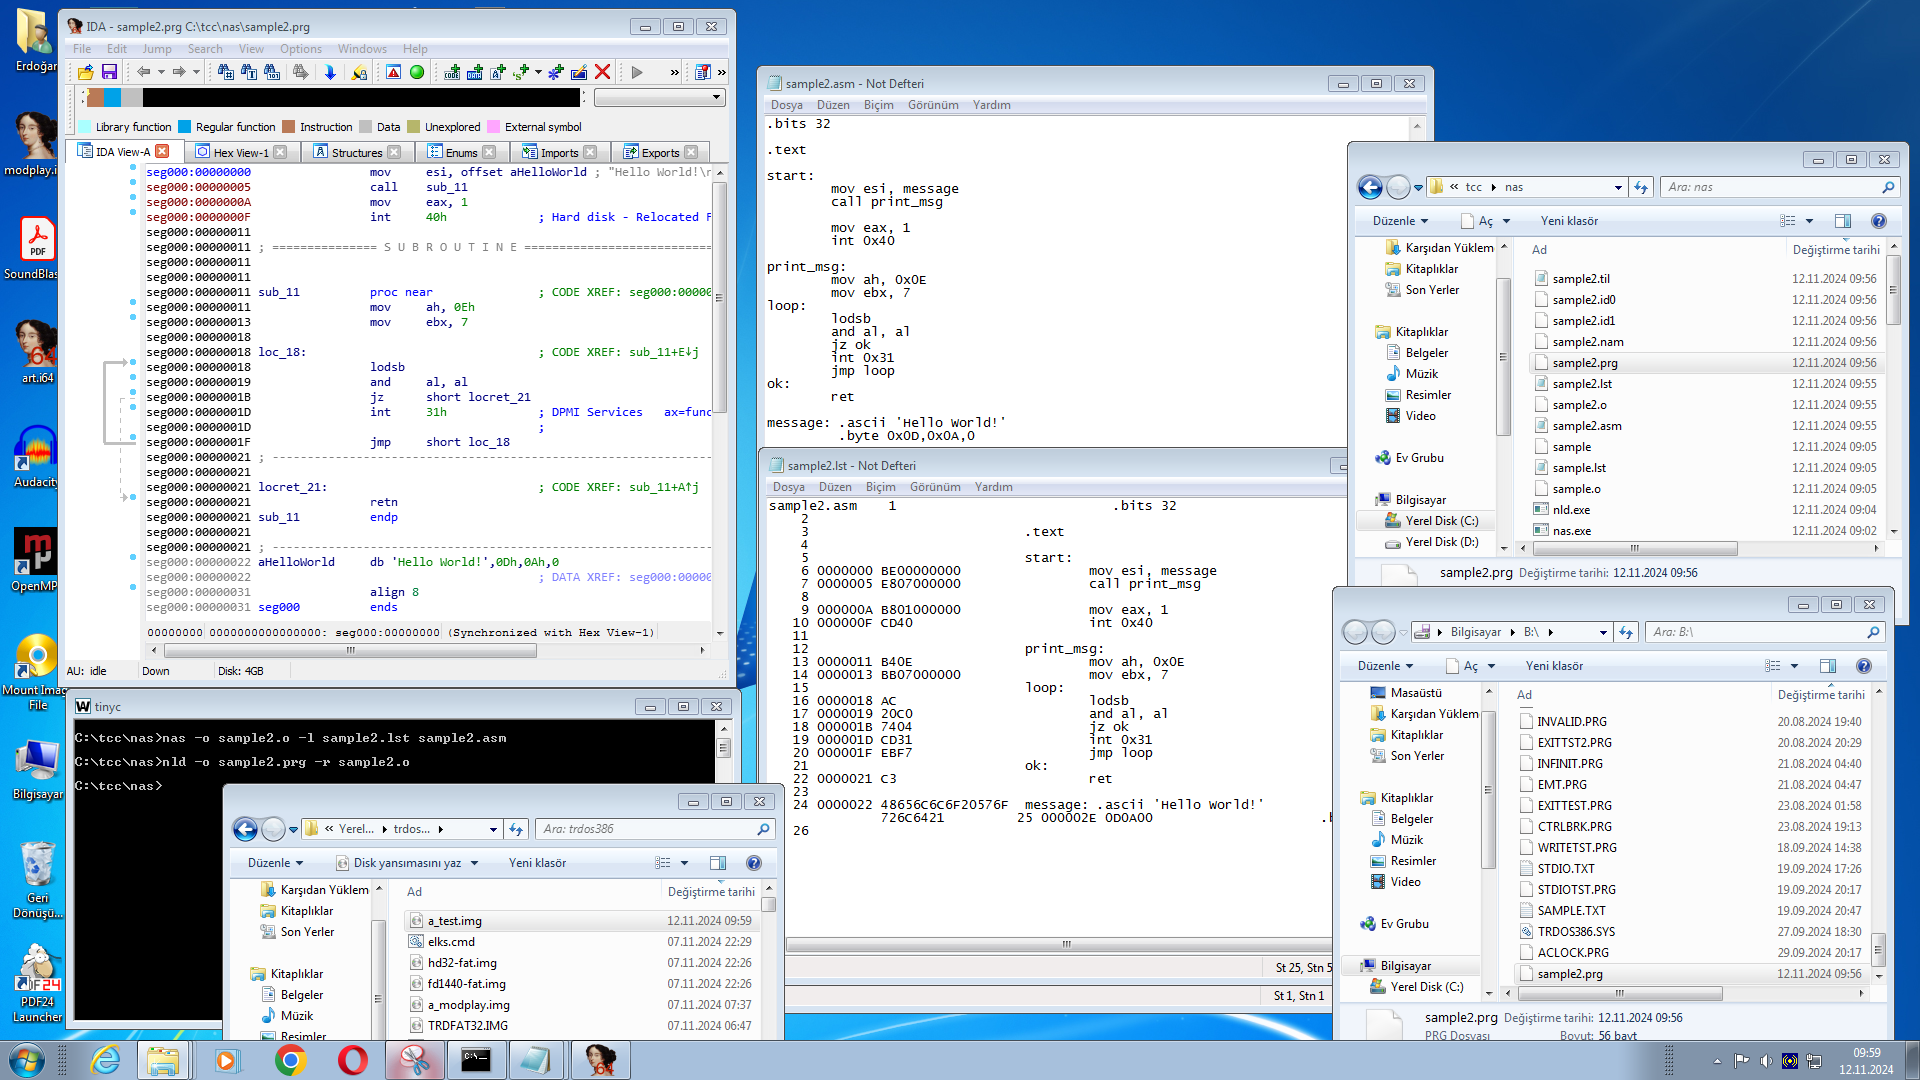 Erdoğan
modplay.i
SoundBlas
art.i64
Audacity
OpenMP
Mount Imag
File
Bilgisayar
Geri
Dönüşü...
PDF24
Launcher
IDA - sample2.prg C:\tcc\nas\sample2.prg
File Edit Jump Search View Options Windows Help
Library function Regular function Instruction Data Unexplored External symbol
IDA View-A Hex View-1 Structures Enums Imports Exports
seg000:00000000 mov esi, offset aHelloWorld ; "Hello World!\r
seg000:00000005 call sub_11
seg000:0000000A mov eax, 1
seg000:0000000F int 40h ; Hard disk - Relocated F
seg000:00000011
seg000:00000011 ; =============== S U B R O U T I N E ===========================
seg000:00000011
seg000:00000011
seg000:00000011 sub_11 proc near ; CODE XREF: seg000:00000
seg000:00000011 mov ah, 0Eh
seg000:00000013 mov ebx, 7
seg000:00000018
seg000:00000018 loc_18: ; CODE XREF: sub_11+E↓j
seg000:00000018 lodsb
seg000:00000019 and al, al
seg000:0000001B jz short locret_21
seg000:0000001D int 31h ; DPMI Services ax=func
seg000:0000001D ;
seg000:0000001F jmp short loc_18
seg000:00000021 ; ---------------------------------------------------------------
seg000:00000021
seg000:00000021 locret_21: ; CODE XREF: sub_11+A↑j
seg000:00000021 retn
seg000:00000021 sub_11 endp
seg000:00000021
seg000:00000021 ; ---------------------------------------------------------------
seg000:00000022 aHelloWorld db 'Hello World!',0Dh,0Ah,0
seg000:00000022 ; DATA XREF: seg000:00000
seg000:00000031 align 8
seg000:00000031 seg000 ends
00000000 0000000000000000: seg000:00000000 (Synchronized with Hex View-1)
AU: idle Down Disk: 4GB
tinyc
C:\tcc\nas>nas -o sample2.o -l sample2.lst sample2.asm
C:\tcc\nas>nld -o sample2.prg -r sample2.o
C:\tcc\nas>
« Yerel... trdos... Ara: trdos386
Düzenle Disk yansımasını yaz Yeni klasör
Karşıdan Yüklem
Kitaplıklar
Son Yerler
Kitaplıklar
Belgeler
Müzik
Resimler
Ad Değiştirme tarihi
a_test.img 12.11.2024 09:59
elks.cmd 07.11.2024 22:29
hd32-fat.img 07.11.2024 22:26
fd1440-fat.img 07.11.2024 22:26
a_modplay.img 07.11.2024 07:37
TRDFAT32.IMG 07.11.2024 06:47
sample2.asm - Not Defteri
Dosya Düzen Biçim Görünüm Yardım
.bits 32
.text
start:
mov esi, message
call print_msg
mov eax, 1
int 0x40
print_msg:
mov ah, 0x0E
mov ebx, 7
loop:
lodsb
and al, al
jz ok
int 0x31
jmp loop
ok:
ret
message: .ascii 'Hello World!'
.byte 0x0D,0x0A,0
sample2.lst - Not Defteri
Dosya Düzen Biçim Görünüm Yardım
sample2.asm 1 .bits 32
2
3 .text
4
5 start:
6 0000000 BE00000000 mov esi, message
7 0000005 E807000000 call print_msg
8
9 000000A B801000000 mov eax, 1
10 000000F CD40 int 0x40
11
12 print_msg:
13 0000011 B40E mov ah, 0x0E
14 0000013 BB07000000 mov ebx, 7
15 loop:
16 0000018 AC lodsb
17 0000019 20C0 and al, al
18 000001B 7404 jz ok
19 000001D CD31 int 0x31
20 000001F EBF7 jmp loop
21 ok:
22 0000021 C3 ret
23
24 0000022 48656C6C6F20576F message: .ascii 'Hello World!'
726C6421 25 000002E 0D0A00 .b
26
St 25, Stn 5
St 1, Stn 1
« tcc nas Ara: nas
Düzenle Aç Yeni klasör
Karşıdan Yüklem
Kitaplıklar
Son Yerler
Kitaplıklar
Belgeler
Müzik
Resimler
Video
Ev Grubu
Bilgisayar
Yerel Disk (C:)
Yerel Disk (D:)
Ad Değiştirme tarihi
sample2.til 12.11.2024 09:56
sample2.id0 12.11.2024 09:56
sample2.id1 12.11.2024 09:56
sample2.nam 12.11.2024 09:56
sample2.prg 12.11.2024 09:56
sample2.lst 12.11.2024 09:55
sample2.o 12.11.2024 09:55
sample2.asm 12.11.2024 09:55
sample 12.11.2024 09:05
sample.lst 12.11.2024 09:05
sample.o 12.11.2024 09:05
nld.exe 12.11.2024 09:04
nas.exe 12.11.2024 09:02
sample2.prg Değiştirme tarihi: 12.11.2024 09:56
Bilgisayar B:\ Ara: B:\
Düzenle Aç Yeni klasör
Masaüstü
Karşıdan Yüklem
Kitaplıklar
Son Yerler
Kitaplıklar
Belgeler
Müzik
Resimler
Video
Ev Grubu
Bilgisayar
Yerel Disk (C:)
Ad Değiştirme tarihi
INVALID.PRG 20.08.2024 19:40
EXITTST2.PRG 20.08.2024 20:29
INFINIT.PRG 21.08.2024 04:40
EMT.PRG 21.08.2024 04:47
EXITTEST.PRG 23.08.2024 01:58
CTRLBRK.PRG 23.08.2024 19:13
WRITETST.PRG 18.09.2024 14:38
STDIO.TXT 19.09.2024 17:26
STDIOTST.PRG 19.09.2024 20:17
SAMPLE.TXT 19.09.2024 20:47
TRDOS386.SYS 27.09.2024 18:30
ACLOCK.PRG 29.09.2024 20:17
sample2.prg 12.11.2024 09:56
sample2.prg Değiştirme tarihi: 12.11.2024 09:56
PRG Dosyası Boyut: 56 bayt
09:59
12.11.2024